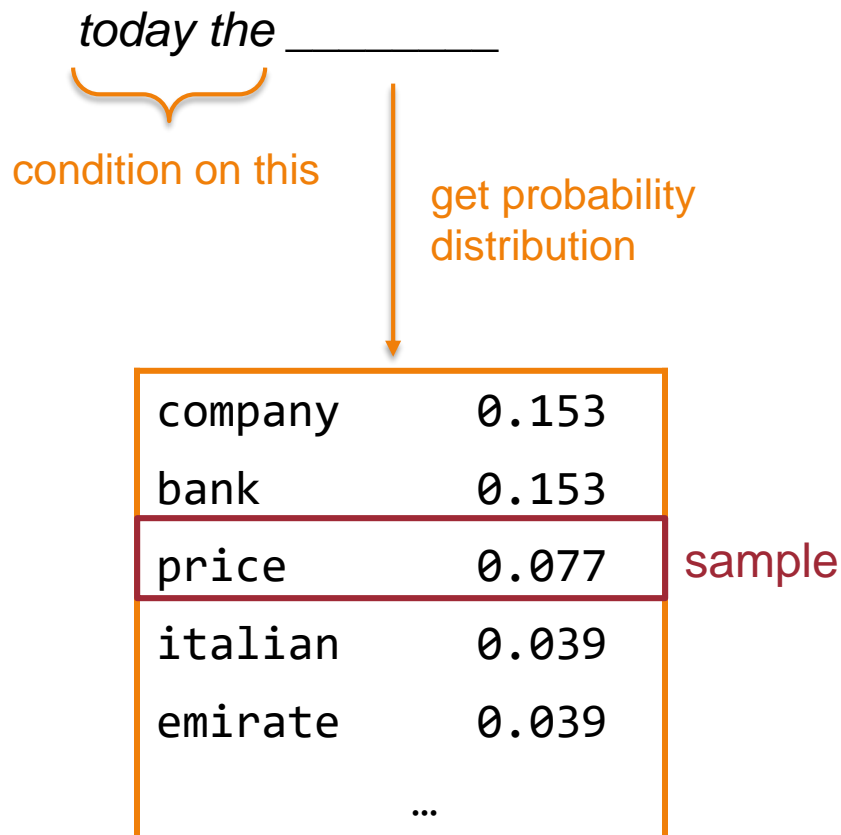 today the _________
condition on this
get probability
distribution
company 0.153
bank 0.153
price 0.077
sample
italian 0.039
emirate 0.039
…